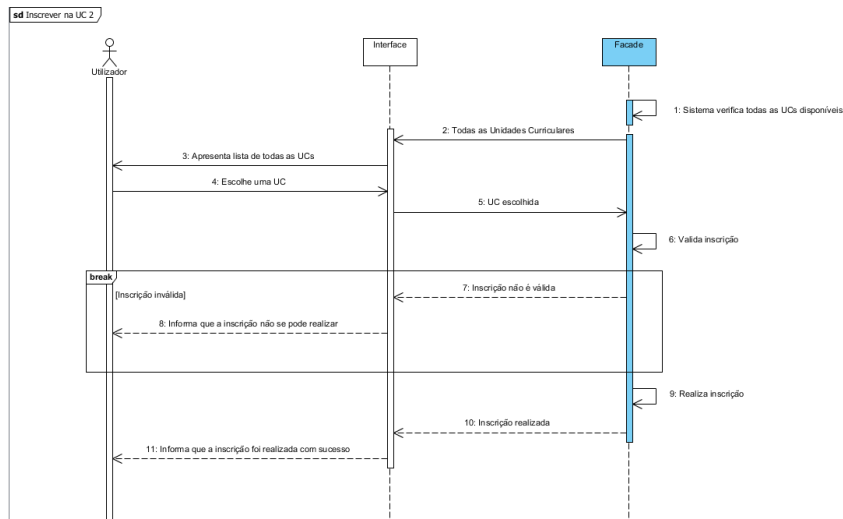 sd Inscrever na UC 2
Interface
Facade
Utilizador
1: Sistema verifica todas as UCs disponíveis
2: Todas as Unidades Curriculares
3: Apresenta lista de todas as UCs
4: Escolhe uma UC
5: UC escolhida
6: Valida inscrição
break
[Inscrição inválida]
7: Inscrição não é válida
8: Informa que a inscrição não se pode realizar
9: Realiza inscrição
10: Inscrição realizada
11: Informa que a inscrição foi realizada com sucesso